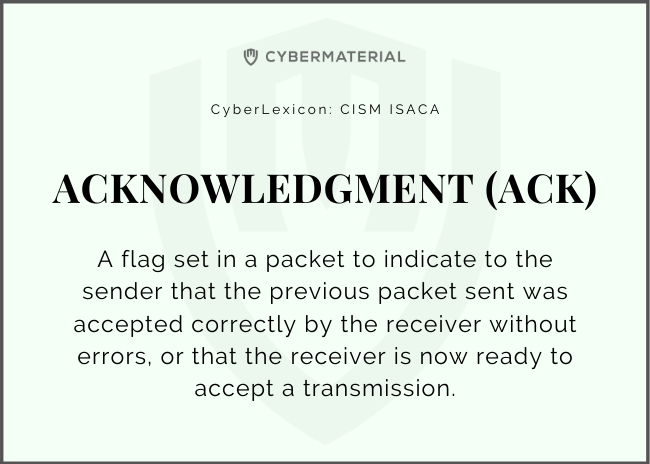 CYBERMATERIAL
CyberLexicon: CISM ISACA
ACKNOWLEDGMENT (ACK)
A flag set in a packet to indicate to the
sender that the previous packet sent was
accepted correctly by the receiver without
errors, or that the receiver is now ready to
accept a transmission.